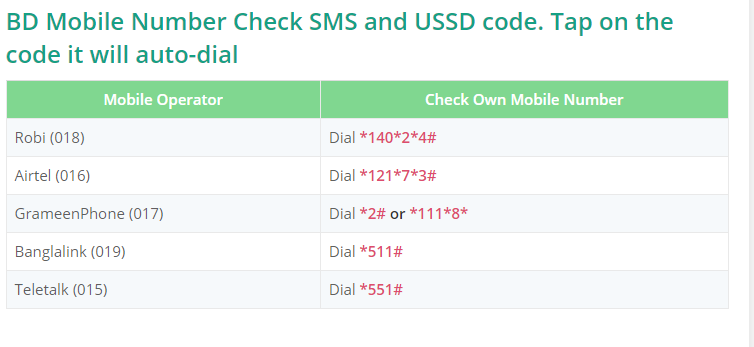 BD Mobile Number Check SMS and USSD code. Tap on the
code it will auto-dial
Mobile Operator Check Own Mobile Number
Robi (018) Dial *140*2*4#
Airtel (016) Dial *121*7*3#
GrameenPhone (017) Dial *2# or *111*8*
Banglalink (019) Dial *511#
Teletalk (015) Dial *551#